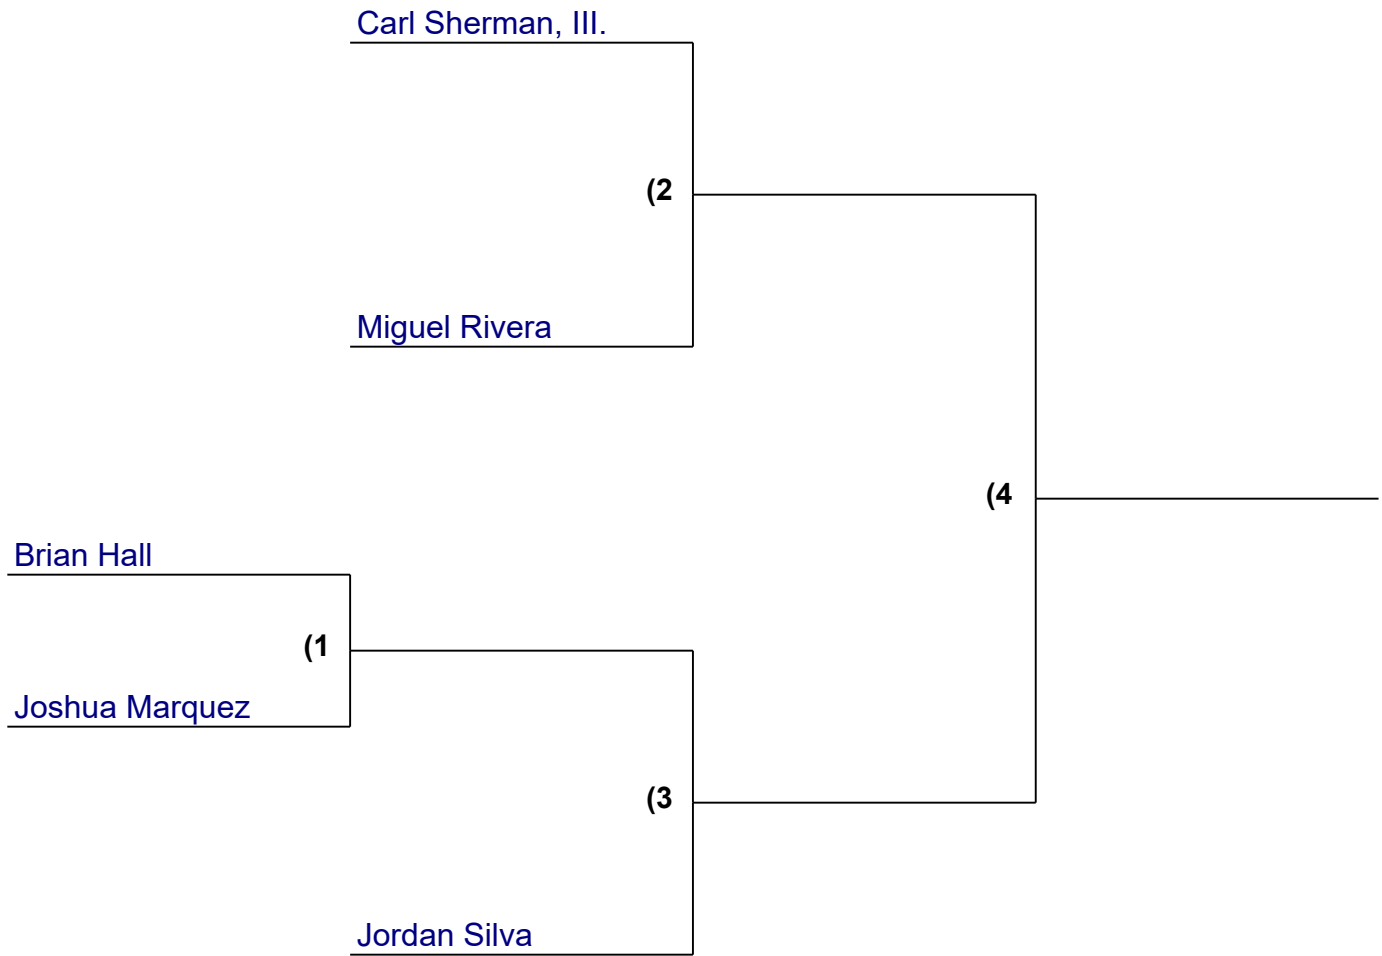 Carl Sherman, III.
(2
Miguel Rivera
(4
Brian Hall
(1
Joshua Marquez
(3
Jordan Silva